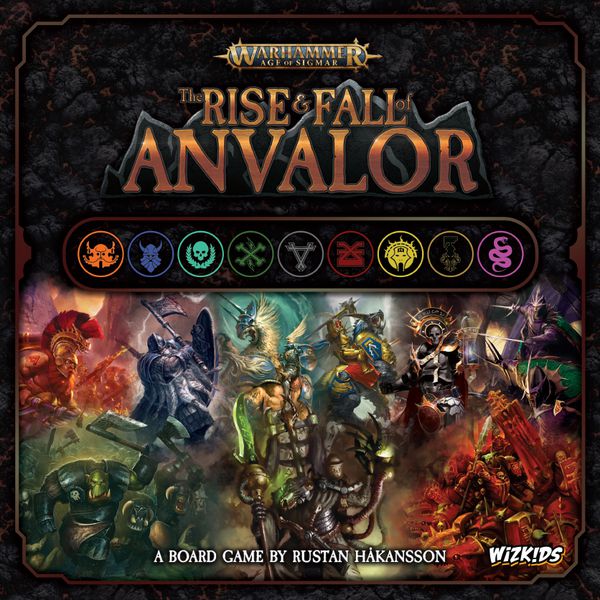 WARHAMMER
AGE OF SIGMAR
The RISE & FALL of
ANVALOR
A BOARD GAME BY RUSTAN HÅKANSSON
WIZKIDS